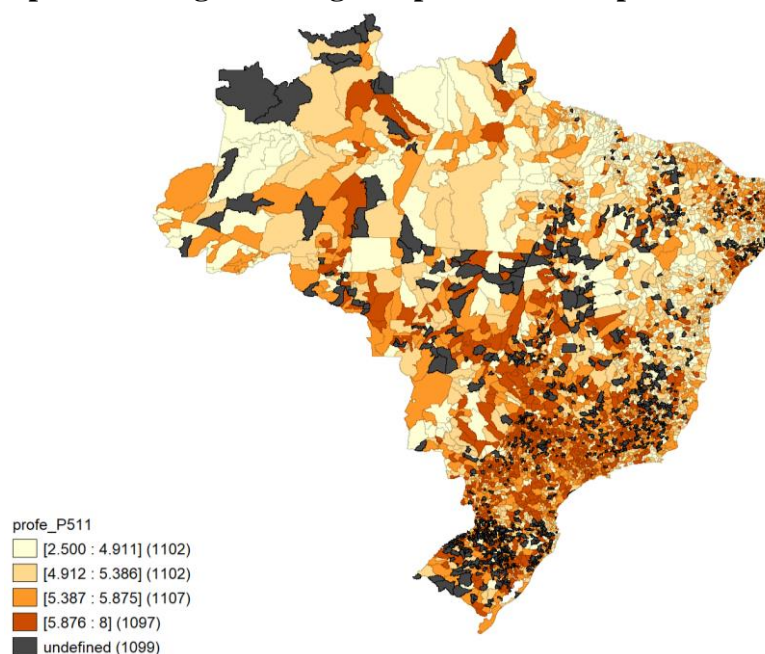 profe_P511
[2.500 : 4.911] (1102)
[4.912 : 5.386] (1102)
[5.387 : 5.875] (1107)
[5.876 : 8] (1097)
undefined (1099)